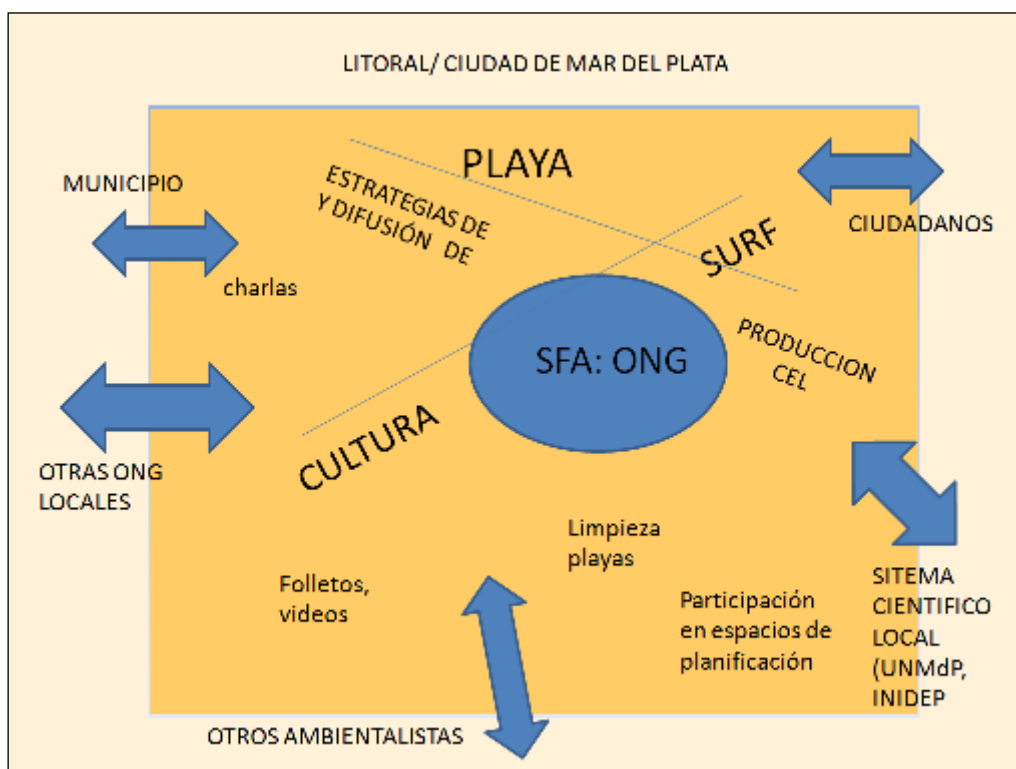 LITORAL/ CIUDAD DE MAR DEL PLATA
PLAYA
MUNICIPIO
ESTRATEGIAS DE
Y DIFUSIÓN DE
CIUDADANOS
SURF
charlas
SFA: ONG
PRODUCCION
CEL
CULTURA
OTRAS ONG
LOCALES
Limpieza
playas
Folletos,
videos
Participación
en espacios de
planificación
SITEMA
CIENTIFICO
LOCAL
(UNMdP,
INIDEP
OTROS AMBIENTALISTAS